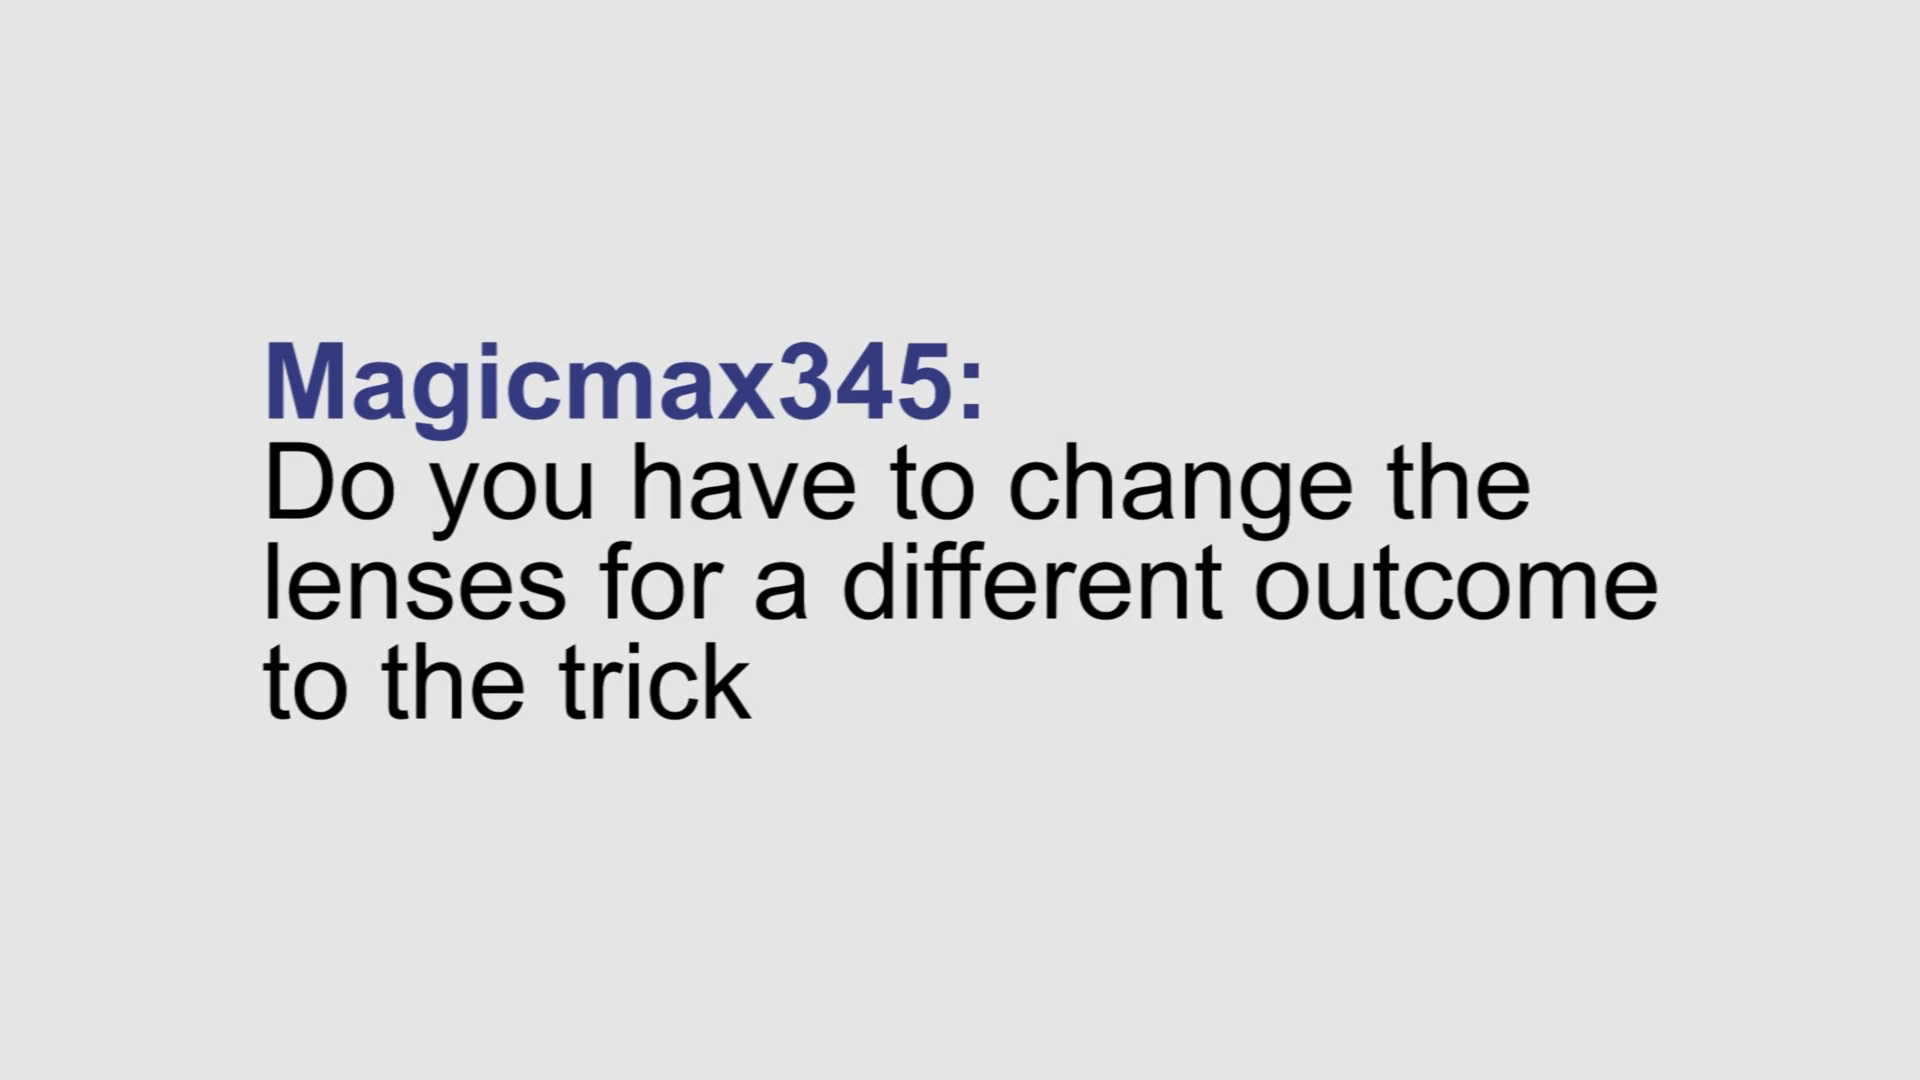 Magicmax345:
Do you have to change the
lenses for a different outcome
to the trick